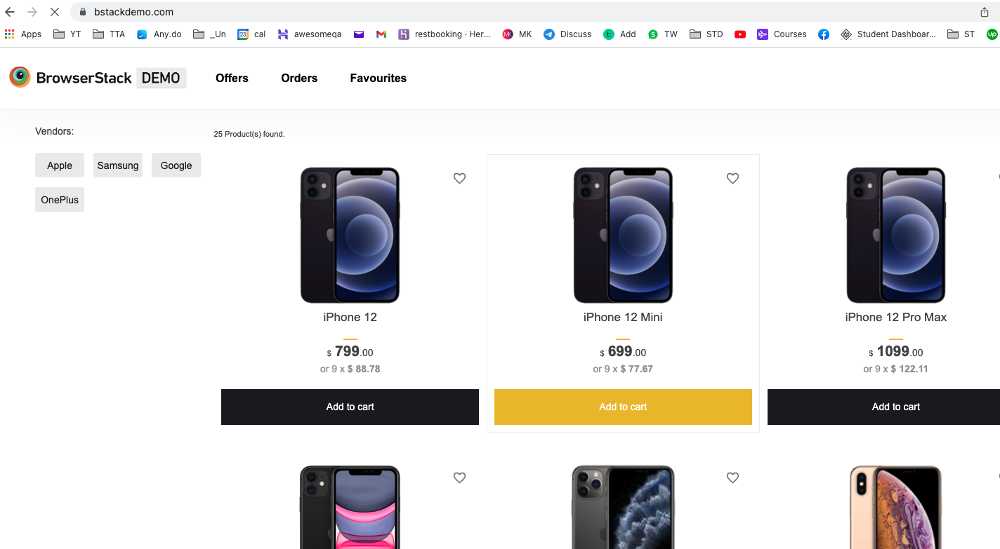 bstackdemo.com
Apps YT TTA Any.do _Un 23 cal awesomeqa restbooking · Her... MK MK Discuss t Add 5 TW STD Courses Student Dashboar... ST up
BrowserStack DEMO Offers Orders Favourites
Vendors:
25 Product(s) found.
Apple Samsung Google
OnePlus
iPhone 12 iPhone 12 Mini iPhone 12 Pro Max
$ 799.00 $ 699.00 $ 1099.00
or 9 x $ 88.78 or 9 x $ 77.67 or 9 x $ 122.11
Add to cart Add to cart Add to cart